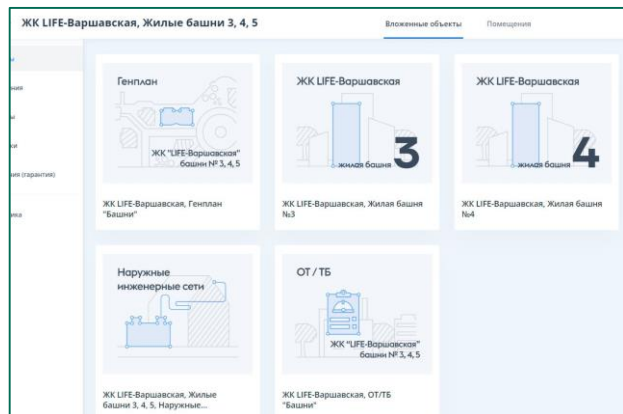 ЖК LIFE-Варшавская, Жилые башни 3, 4, 5
Вложенные объекты
Помещения
ния (гарантия)
Генплан
ЖК "LIFE-Варшавская"
башни № 3, 4, 5
ЖК LIFE-Варшавская, Генплан
"Башни"
ЖК LIFE-Варшавская
жилая башня 3
ЖК LIFE-Варшавская, Жилая башня
№3
ЖК LIFE-Варшавская
жилая башня 4
ЖК LIFE-Варшавская, Жилая башня
№4
Наружные
инженерные сети
ЖК LIFE-Варшавская, Жилые
башни 3, 4, 5, Наружные...
ОТ / ТБ
ЖК "LIFE-Варшавская"
башни № 3, 4, 5
ЖК LIFE-Варшавская, ОТ/ТБ
"Башни"